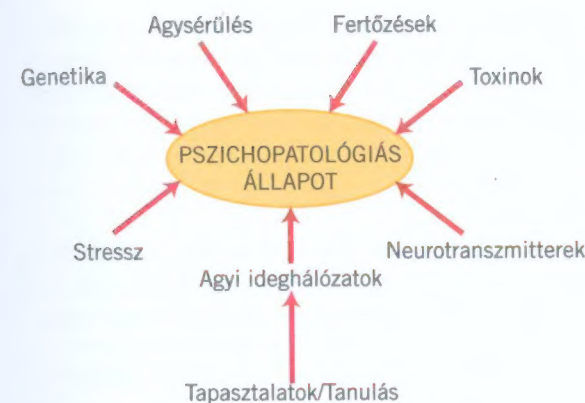 Agysérülés
Fertőzések
Genetika
Toxinok
PSZICHOPATOLÓGIÁS
ÁLLAPOT
Stressz
Neurotranszmitterek
Agyi ideghálózatok
Tapasztalatok/Tanulás